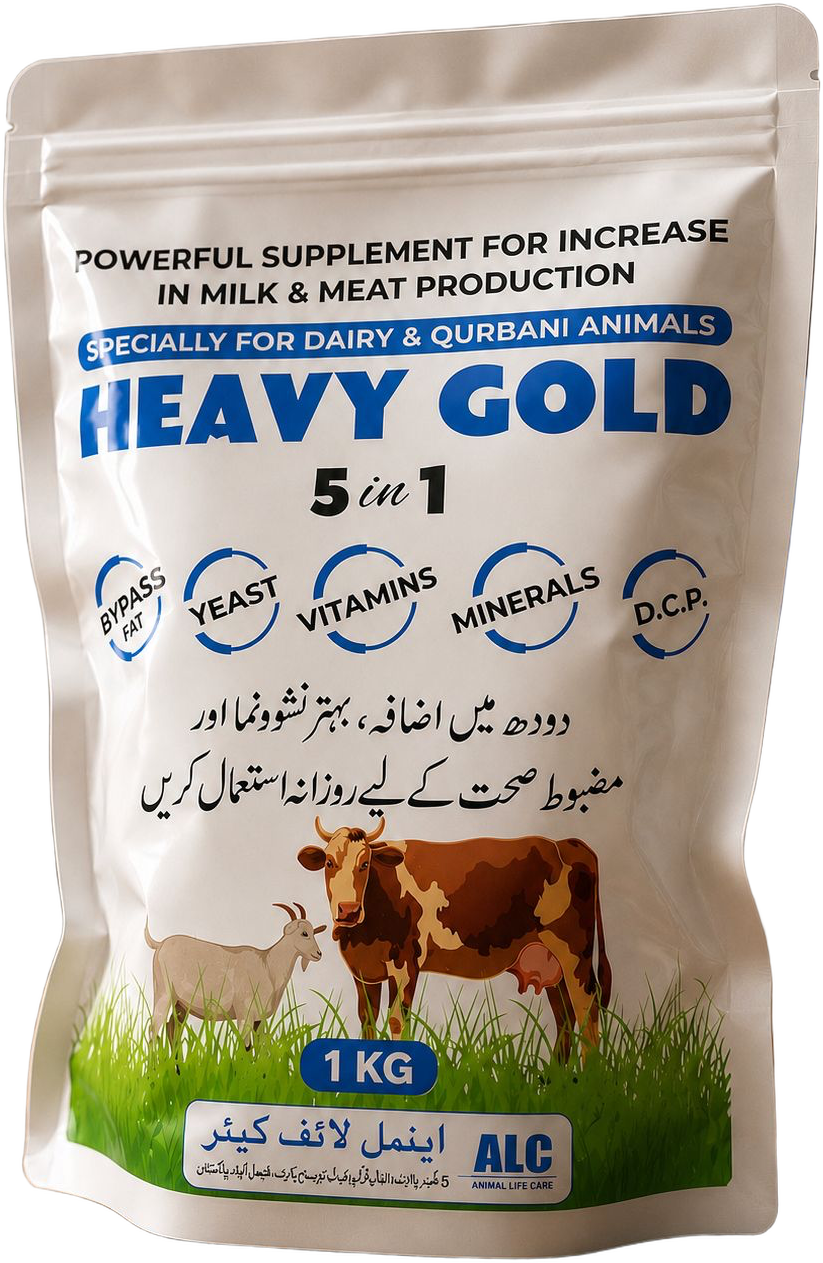 POWERFUL SUPPLEMENT FOR INCREASE
IN MILK & MEAT PRODUCTION
SPECIALLY FOR DAIRY & QURBANI ANIMALS
HEAVY GOLD
5 in 1
BYPASS FAT
YEAST
VITAMINS
MINERALS
D.C.P.
دودھ میں اضافہ، بہتر نشوونما اور
مضبوط صحت کے لیے روزانہ استعمال کریں
1 KG
اینمل لائف کیئر
ALC
ANIMAL LIFE CARE